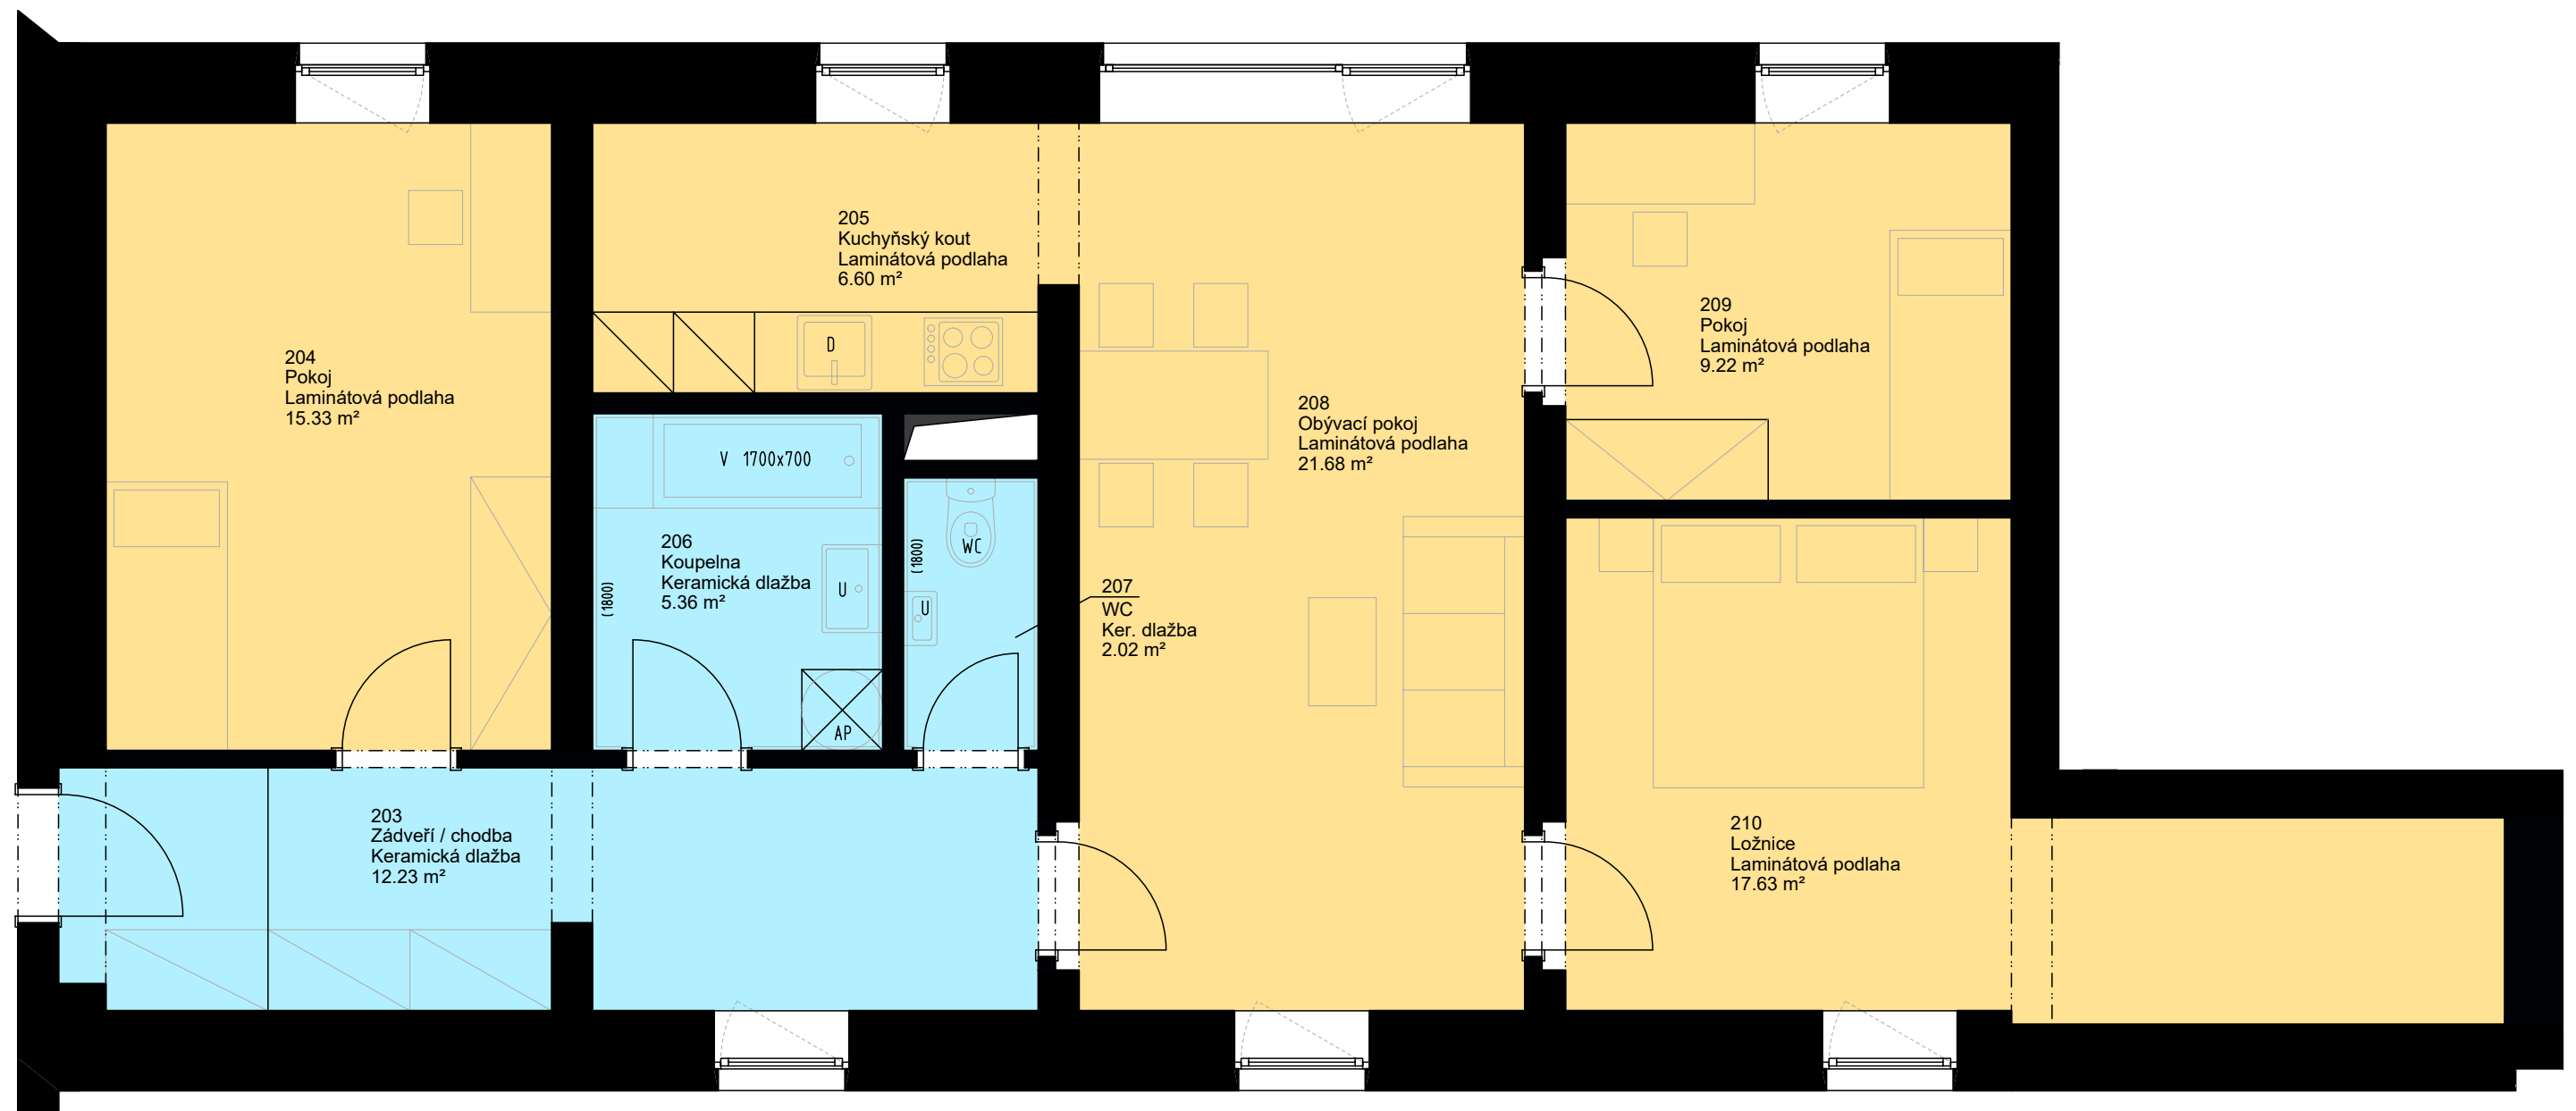 204
Pokoj
Laminátová podlaha
15.33 m²
205
Kuchyňský kout
Laminátová podlaha
6.60 m²
D
V 1700x700
206
Koupelna
Keramická dlažba
5.36 m²
(1800)
U
AP
(1800)
WC
U
207
WC
Ker. dlažba
2.02 m²
208
Obývací pokoj
Laminátová podlaha
21.68 m²
209
Pokoj
Laminátová podlaha
9.22 m²
203
Zádveří / chodba
Keramická dlažba
12.23 m²
210
Ložnice
Laminátová podlaha
17.63 m²